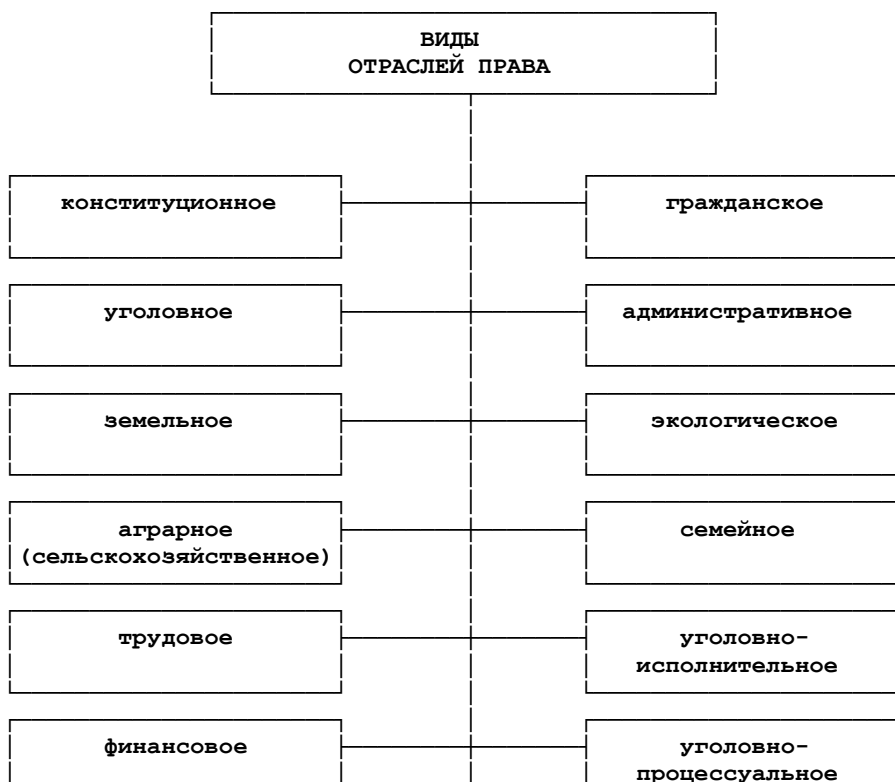 ВИДЫ
ОТРАСЛЕЙ ПРАВА
конституционное
гражданское
уголовное
административное
земельное
экологическое
аграрное
(сельскохозяйственное)
семейное
трудовое
уголовно-
исполнительное
финансовое
уголовно-
процессуальное